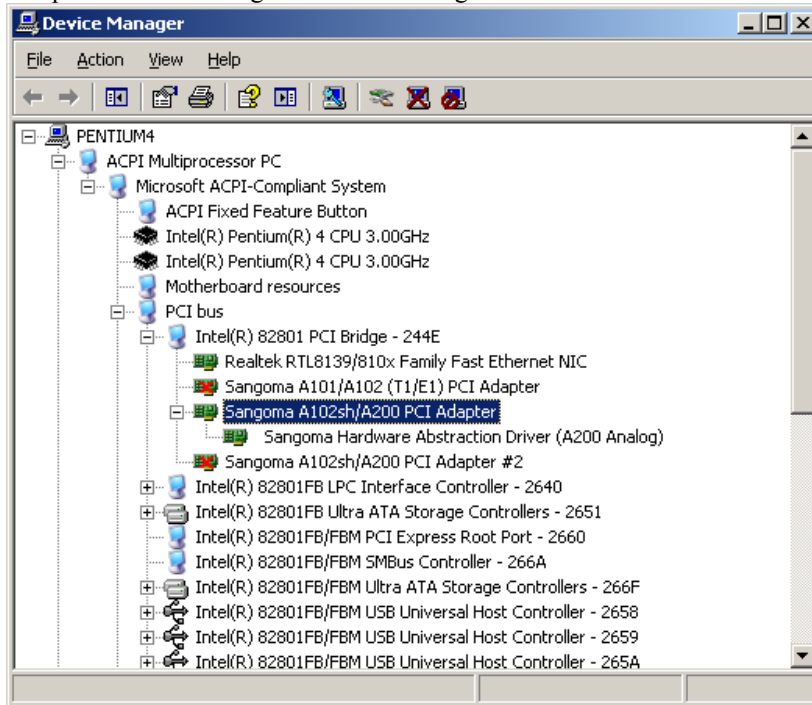 Device Manager
File Action View Help
PENTIUM4
ACPI Multiprocessor PC
Microsoft ACPI-Compliant System
ACPI Fixed Feature Button
Intel(R) Pentium(R) 4 CPU 3.00GHz
Intel(R) Pentium(R) 4 CPU 3.00GHz
Motherboard resources
PCI bus
Intel(R) 82801 PCI Bridge - 244E
Realtek RTL8139/810x Family Fast Ethernet NIC
Sangoma A101/A102 (T1/E1) PCI Adapter
Sangoma A102sh/A200 PCI Adapter
Sangoma Hardware Abstraction Driver (A200 Analog)
Sangoma A102sh/A200 PCI Adapter #2
Intel(R) 82801FB LPC Interface Controller - 2640
Intel(R) 82801FB Ultra ATA Storage Controllers - 2651
Intel(R) 82801FB/FBM PCI Express Root Port - 2660
Intel(R) 82801FB/FBM SMBus Controller - 266A
Intel(R) 82801FB/FBM Ultra ATA Storage Controllers - 266F
Intel(R) 82801FB/FBM USB Universal Host Controller - 2658
Intel(R) 82801FB/FBM USB Universal Host Controller - 2659
Intel(R) 82801FB/FBM USB Universal Host Controller - 265A